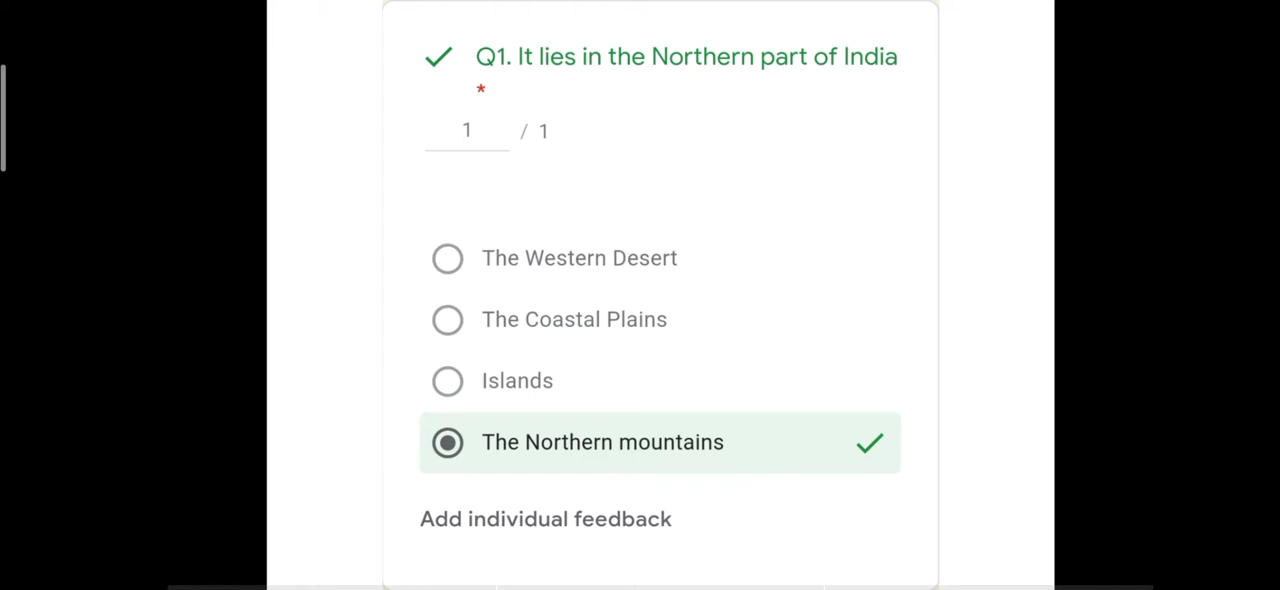 Q1. It lies in the Northern part of India
*
1 / 1
The Western Desert
The Coastal Plains
Islands
The Northern mountains
Add individual feedback